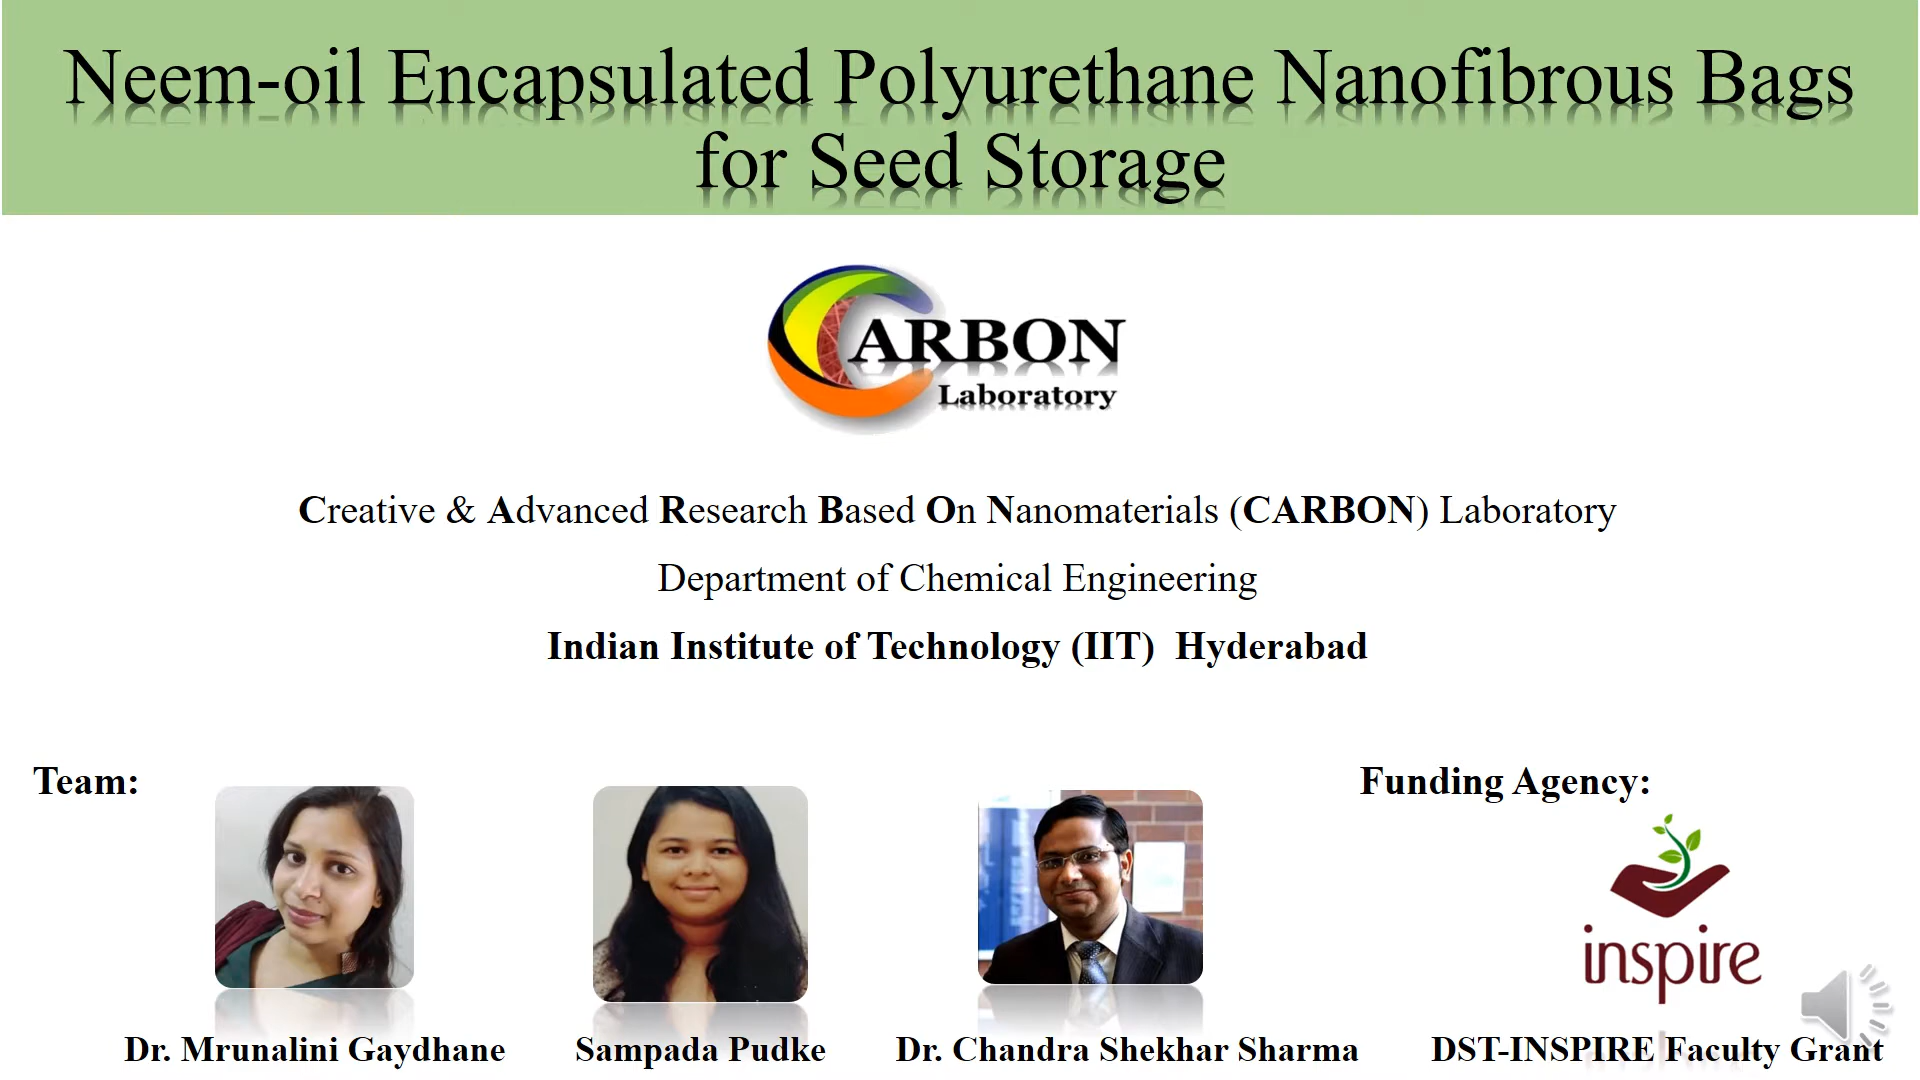 Neem-oil Encapsulated Polyurethane Nanofibrous Bags
for Seed Storage
CARBON
Laboratory
Creative & Advanced Research Based On Nanomaterials (CARBON) Laboratory
Department of Chemical Engineering
Indian Institute of Technology (IIT) Hyderabad
Team:
Funding Agency:
inspire
Dr. Mrunalini Gaydhane
Sampada Pudke
Dr. Chandra Shekhar Sharma
DST-INSPIRE Faculty Grant